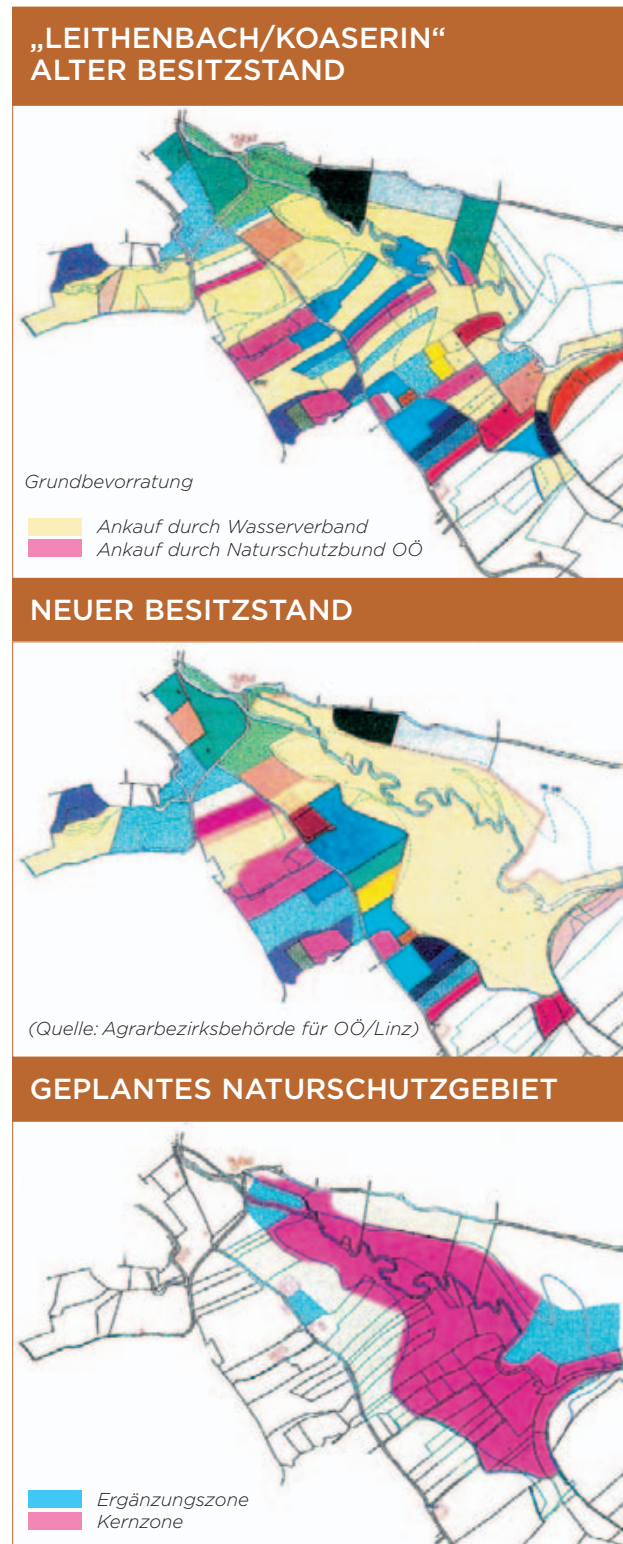 „LEITHENBACH/KOASERIN“
ALTER BESITZSTAND
Grundbevorratung
Ankauf durch Wasserverband
Ankauf durch Naturschutzbund OÖ
NEUER BESITZSTAND
(Quelle: Agrarbezirksbehörde für OÖ/Linz)
GEPLANTES NATURSCHUTZGEBIET
Ergänzungszone
Kernzone